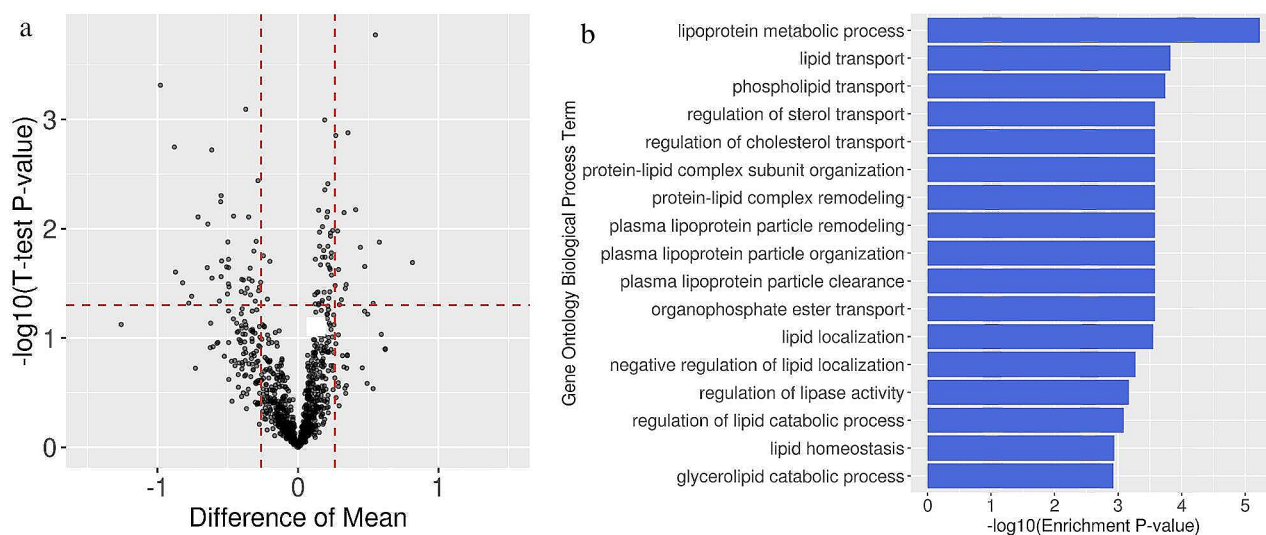 a
-log10(T-test P-value)
3
2
1
0
-1
0
1
Difference of Mean
b
Gene Ontology Biological Process Term
lipoprotein metabolic process
lipid transport
phospholipid transport
regulation of sterol transport
regulation of cholesterol transport
protein-lipid complex subunit organization
protein-lipid complex remodeling
plasma lipoprotein particle remodeling
plasma lipoprotein particle organization
plasma lipoprotein particle clearance
organophosphate ester transport
lipid localization
negative regulation of lipid localization
regulation of lipase activity
regulation of lipid catabolic process
lipid homeostasis
glycerolipid catabolic process
0 1 2 3 4 5
-log10(Enrichment P-value)